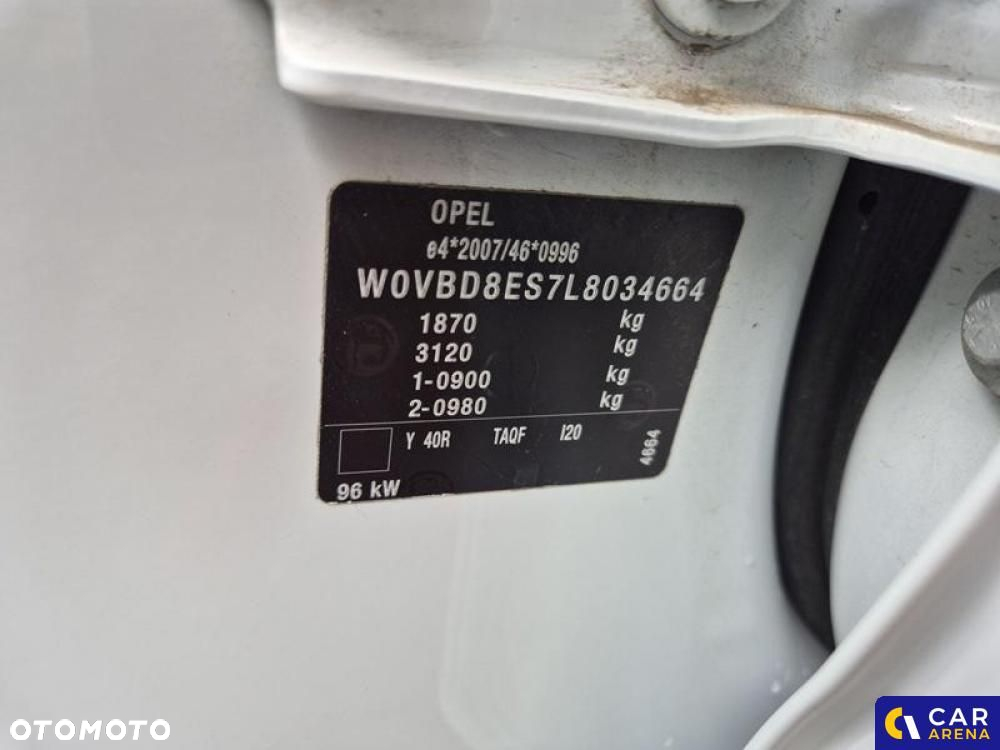 OPEL
e4*2007/46*0996
W0VBD8ES7L8034664
1870 kg
3120 kg
1-0900 kg
2-0980 kg
Y 40R TAQF I20
4664
96 kW
OTOMOTO
CAR
ARENA